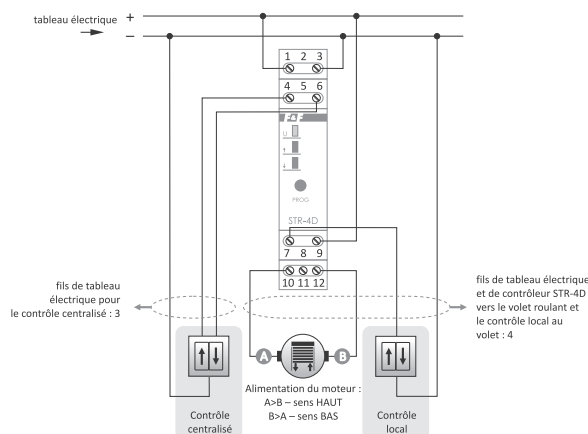 tableau électrique
+
−
1 2 3
4 5 6
F&F
U
↑
↓
PROG
STR-4D
7 8 9
10 11 12
fils de tableau
électrique pour
le contrôle centralisé : 3
fils de tableau électrique
et de contrôleur STR-4D
vers le volet roulant et
le contrôle local au
volet : 4
A
B
Alimentation du moteur :
A>B – sens HAUT
B>A – sens BAS
Contrôle
centralisé
Contrôle
local